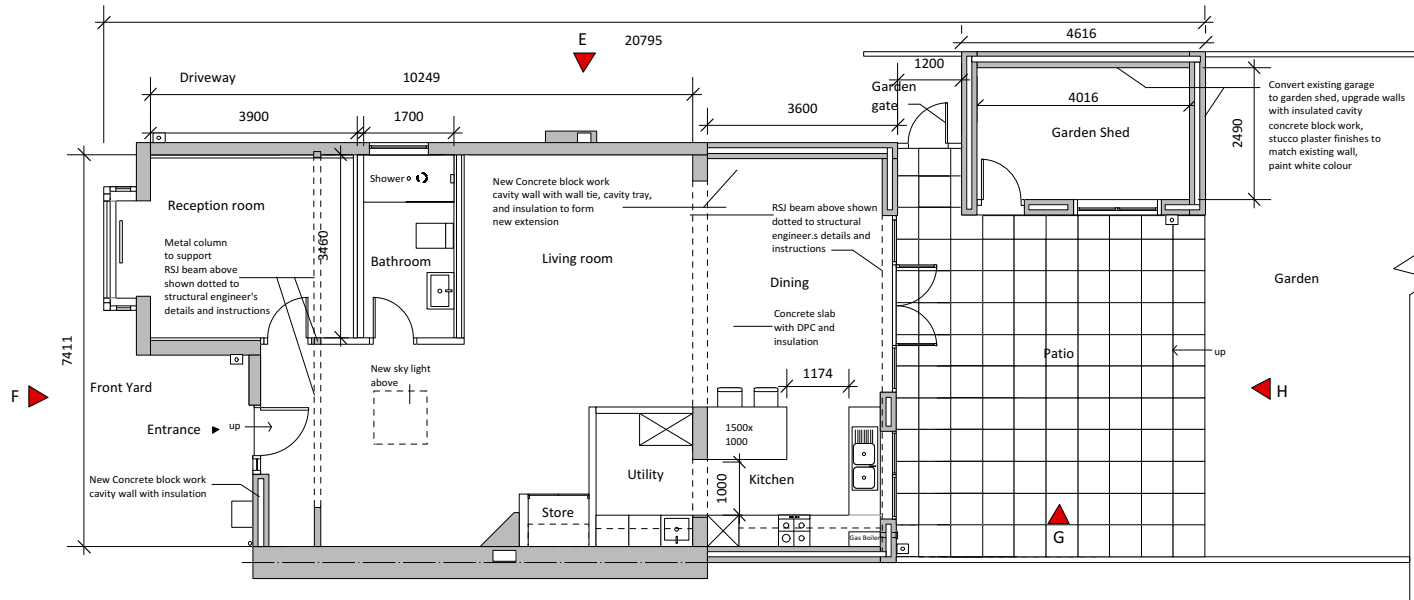 E
20795
4616
Driveway
10249
1200
Garden
gate
3900
1700
3600
4016
Garden Shed
2490
Convert existing garage
to garden shed, upgrade walls
with insulated cavity
concrete block work,
stucco plaster finishes to
match existing wall,
paint white colour
Shower
New Concrete block work
cavity wall with wall tie, cavity tray,
and insulation to form
new extension
Reception room
RSJ beam above shown
dotted to structural
engineer.s details and
instructions
3460
Metal column
to support
RSJ beam above
shown dotted to
structural engineer's
details and instructions
Bathroom
Living room
Dining
Garden
Concrete slab
with DPC and
insulation
7411
Patio
up
New sky light
above
1174
F
Front Yard
H
Entrance
up
1500x
1000
Utility
Kitchen
1000
New Concrete block work
cavity wall with insulation
Store
Gas Boiler
G